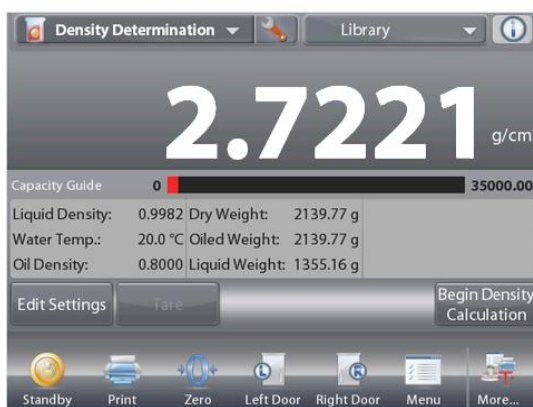 Density Determination Library
2.7221 g/cm
Capacity Guide 0 35000.00
Liquid Density: 0.9982 Dry Weight: 2139.77 g
Water Temp.: 20.0 °C Oiled Weight: 2139.77 g
Oil Density: 0.8000 Liquid Weight: 1355.16 g
Edit Settings Tare Begin Density
Calculation
L R
Standby Print Zero Left Door Right Door Menu More...